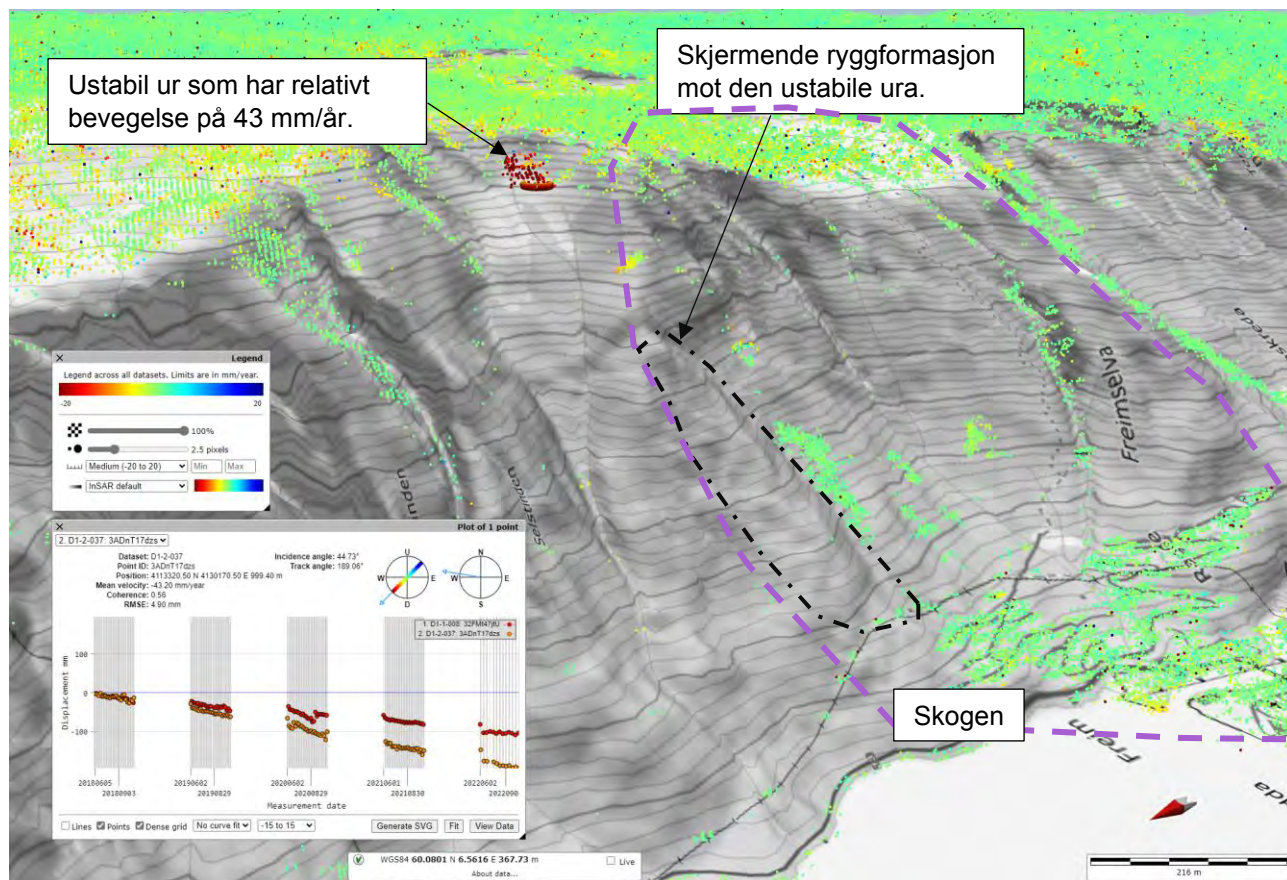 Ustabil ur som har relativt
bevegelse på 43 mm/år.
Skjermende ryggformasjon
mot den ustabile ura.
Freimselva
Legend
Legend across all datasets. Limits are in mm/year.
-20
20
100%
2.5 pixels
Medium (-20 to 20)
Min
Max
InSAR default
Plot of 1 point
2. D1-2-037: 3ADnT17dzs
Dataset: D1-2-037
Point ID: 3ADnT17dzs
Position: 4113320.50 N 4130170.50 E 999.40 m
Mean velocity: -43.20 mm/year
Coherence: 0.56
RMSE: 4.90 mm
Incidence angle: 44.73°
Track angle: 189.06°
U
W
E
D
N
W
E
S
2. D1-2-037: 3ADnT17dzs
Displacement mm
100
0
-100
20180605
20180903
20190602
20190829
20200602
20200829
20210601
20210830
20220602
2022090
Measurement date
Lines
Points
Dense grid
No curve fit
-15 to 15
Generate SVG
Fit
View Data
Skogen
Freim
WGS84 60.0801 N 6.5616 E 367.73 m
Live
About data...
216 m